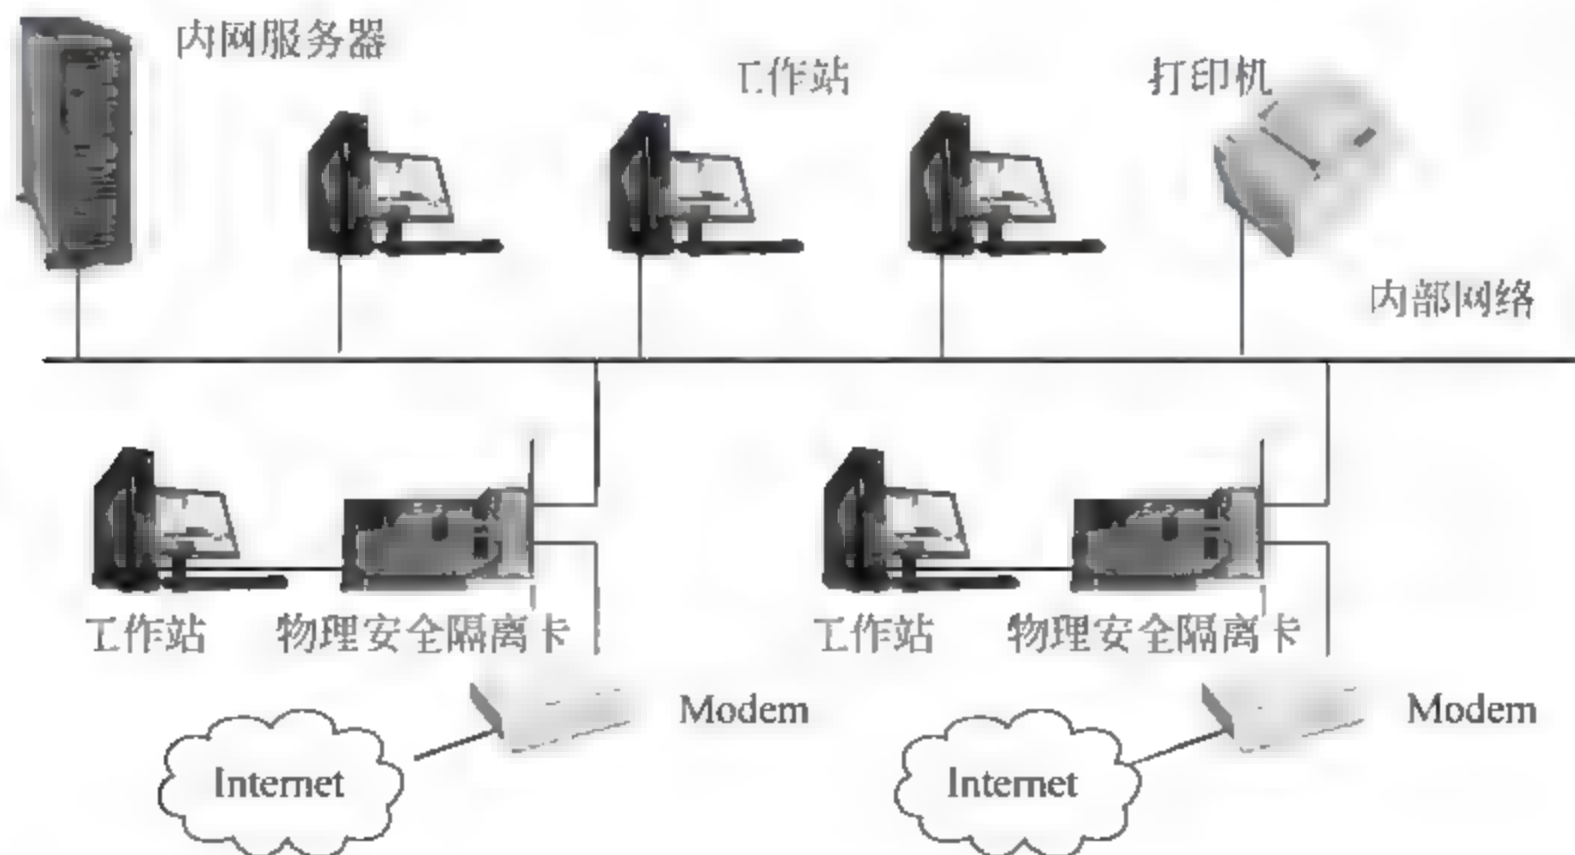 内网服务器
工作站
打印机
内部网络
工作站
物理安全隔离卡
工作站
物理安全隔离卡
Modem
Modem
Internet
Internet